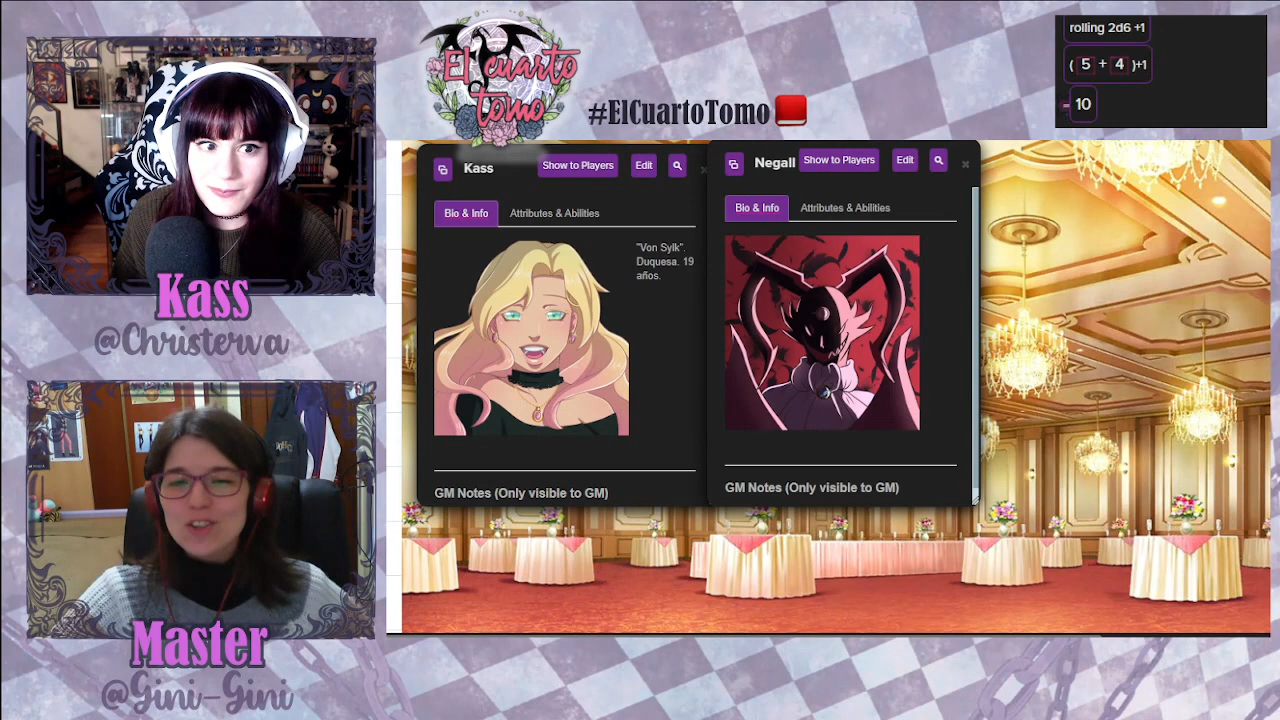 El cuarto
tomo
#ElCuartoTomo
rolling 2d6 +1
( 5 + 4 )+1
= 10
Kass
Show to Players
Edit
Bio & Info
Attributes & Abilities
"Von Sylk".
Duquesa. 19
años.
GM Notes (Only visible to GM)
Negall
Show to Players
Edit
Bio & Info
Attributes & Abilities
GM Notes (Only visible to GM)
Kass
@Christerva
Master
@Gini-Gini